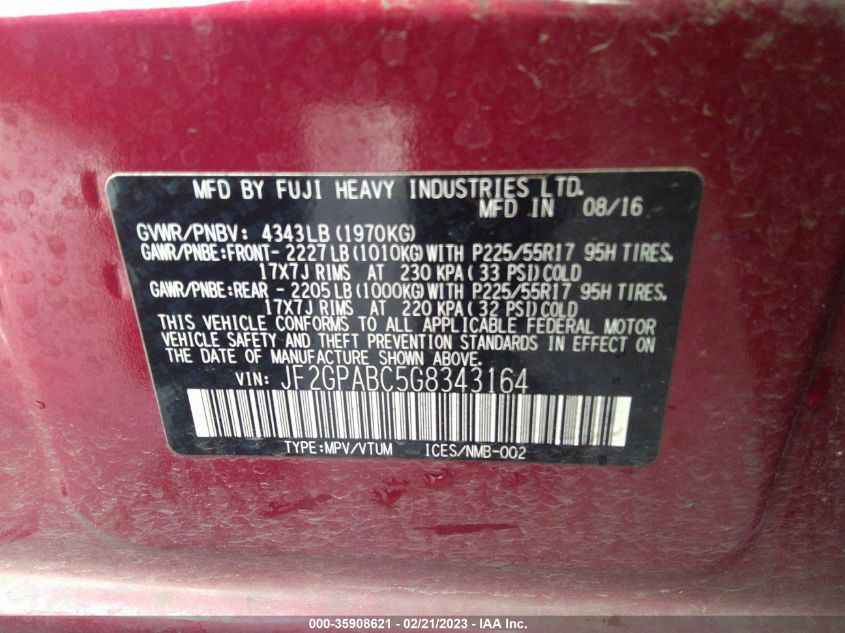 MFD BY FUJI HEAVY INDUSTRIES LTD.
MFD IN 08/16
GVWR/PNBV: 4343LB (1970KG)
GAWR/PNBE:FRONT- 2227LB (1010KG) WITH P225/55R17 95H TIRES.
17X7J RIMS AT 230 KPA (33 PSI) COLD
GAWR/PNBE:REAR - 2205LB (1000KG) WITH P225/55R17 95H TIRES.
17X7J RIMS AT 220 KPA (32 PSI) COLD
THIS VEHICLE CONFORMS TO ALL APPLICABLE FEDERAL MOTOR
VEHICLE SAFETY AND THEFT PREVENTION STANDARDS IN EFFECT ON
THE DATE OF MANUFACTURE SHOWN ABOVE.
VIN: JF2GPABC5G8343164
TYPE:MPV/VTUM ICES/NMB-002
000-35908621 - 02/21/2023 - IAA Inc.